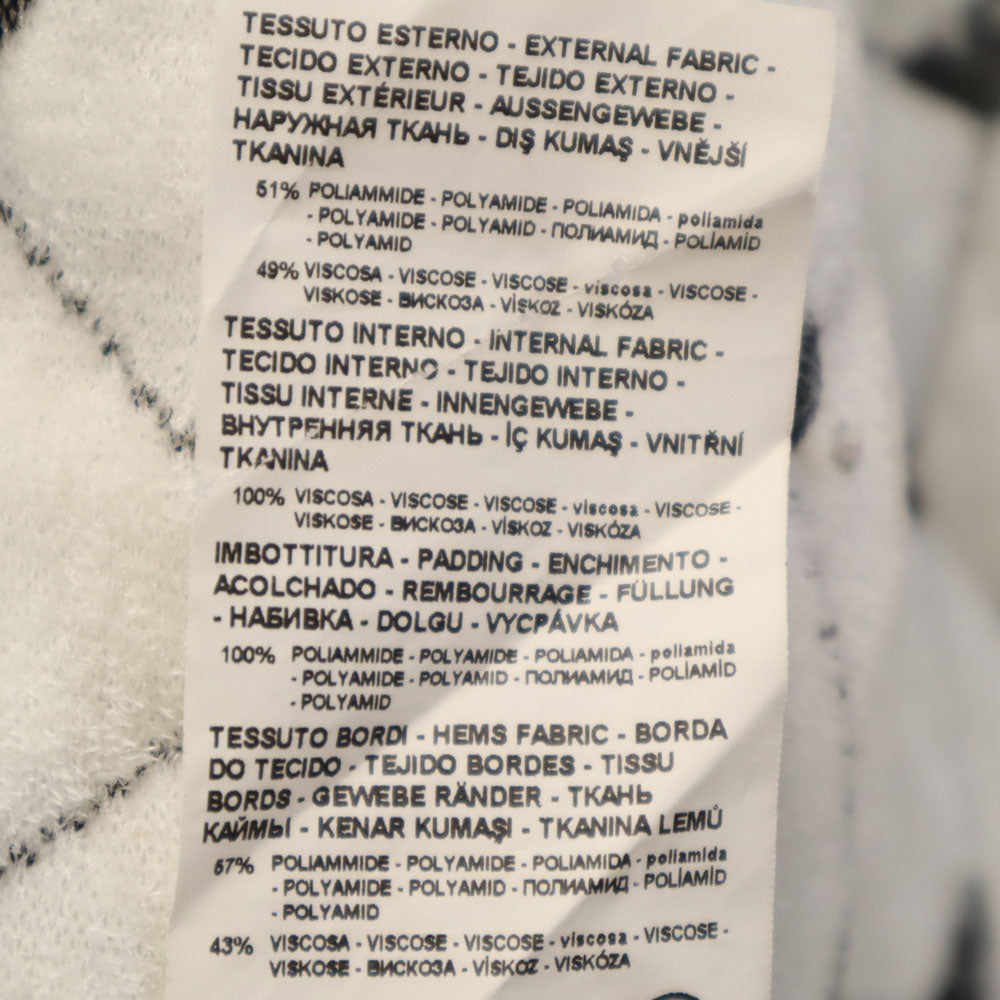 TESSUTO ESTERNO - EXTERNAL FABRIC -
TECIDO EXTERNO - TEJIDO EXTERNO -
TISSU EXTÉRIEUR - AUSSENGEWEBE -
НАРУЖНАЯ ТКАНЬ - DIŞ KUMAŞ - VNĚJŠÍ
TKANINA
51% POLIAMMIDE - POLYAMIDE - POLIAMIDA - poliamida
- POLYAMIDE - POLYAMID - ПОЛИАМИД - POLİAMİD
- POLYAMID
49% VISCOSA - VISCOSE - VISCOSE - viscosa - VISCOSE -
VISKOSE - ВИСКОЗА - VİSKOZ - VISKÓZA
TESSUTO INTERNO - INTERNAL FABRIC -
TECIDO INTERNO - TEJIDO INTERNO -
TISSU INTERNE - INNENGEWEBE -
ВНУТРЕННЯЯ ТКАНЬ - İÇ KUMAŞ - VNITŘNÍ
TKANINA
100% VISCOSA - VISCOSE - VISCOSE - viscosa - VISCOSE -
VISKOSE - ВИСКОЗА - VİSKOZ - VISKÓZA
IMBOTTITURA - PADDING - ENCHIMENTO -
ACOLCHADO - REMBOURRAGE - FÜLLUNG
- НАБИВКА - DOLGU - VYCPÁVKA
100% POLIAMMIDE - POLYAMIDE - POLIAMIDA - poliamida
- POLYAMIDE - POLYAMID - ПОЛИАМИД - POLİAMİD
- POLYAMID
TESSUTO BORDI - HEMS FABRIC - BORDA
DO TECIDO - TEJIDO BORDES - TISSU
BORDS - GEWEBE RÄNDER - ТКАНЬ
КАЙМЫ - KENAR KUMAŞI - TKANINA LEMŮ
57% POLIAMMIDE - POLYAMIDE - POLIAMIDA - poliamida
- POLYAMIDE - POLYAMID - ПОЛИАМИД - POLİAMİD
- POLYAMID
43% VISCOSA - VISCOSE - VISCOSE - viscosa - VISCOSE -
VISKOSE - ВИСКОЗА - VİSKOZ - VISKÓZA